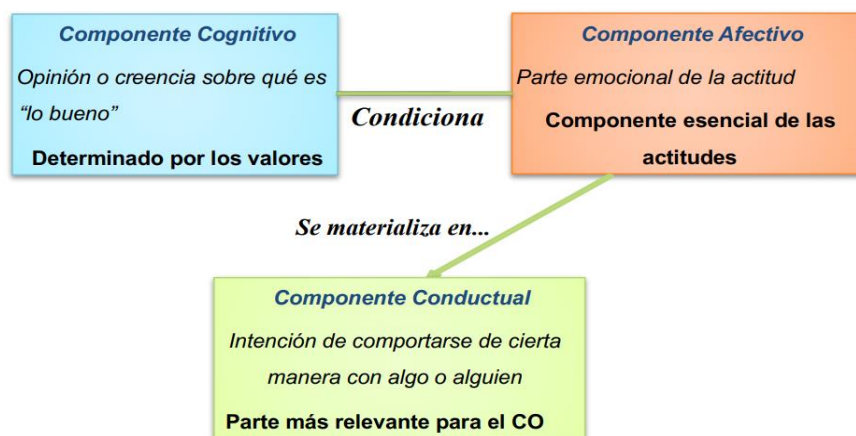 Componente Cognitivo
Opinión o creencia sobre qué es
“lo bueno”
Determinado por los valores
Condiciona
Componente Afectivo
Parte emocional de la actitud
Componente esencial de las
actitudes
Se materializa en...
Componente Conductual
Intención de comportarse de cierta
manera con algo o alguien
Parte más relevante para el CO